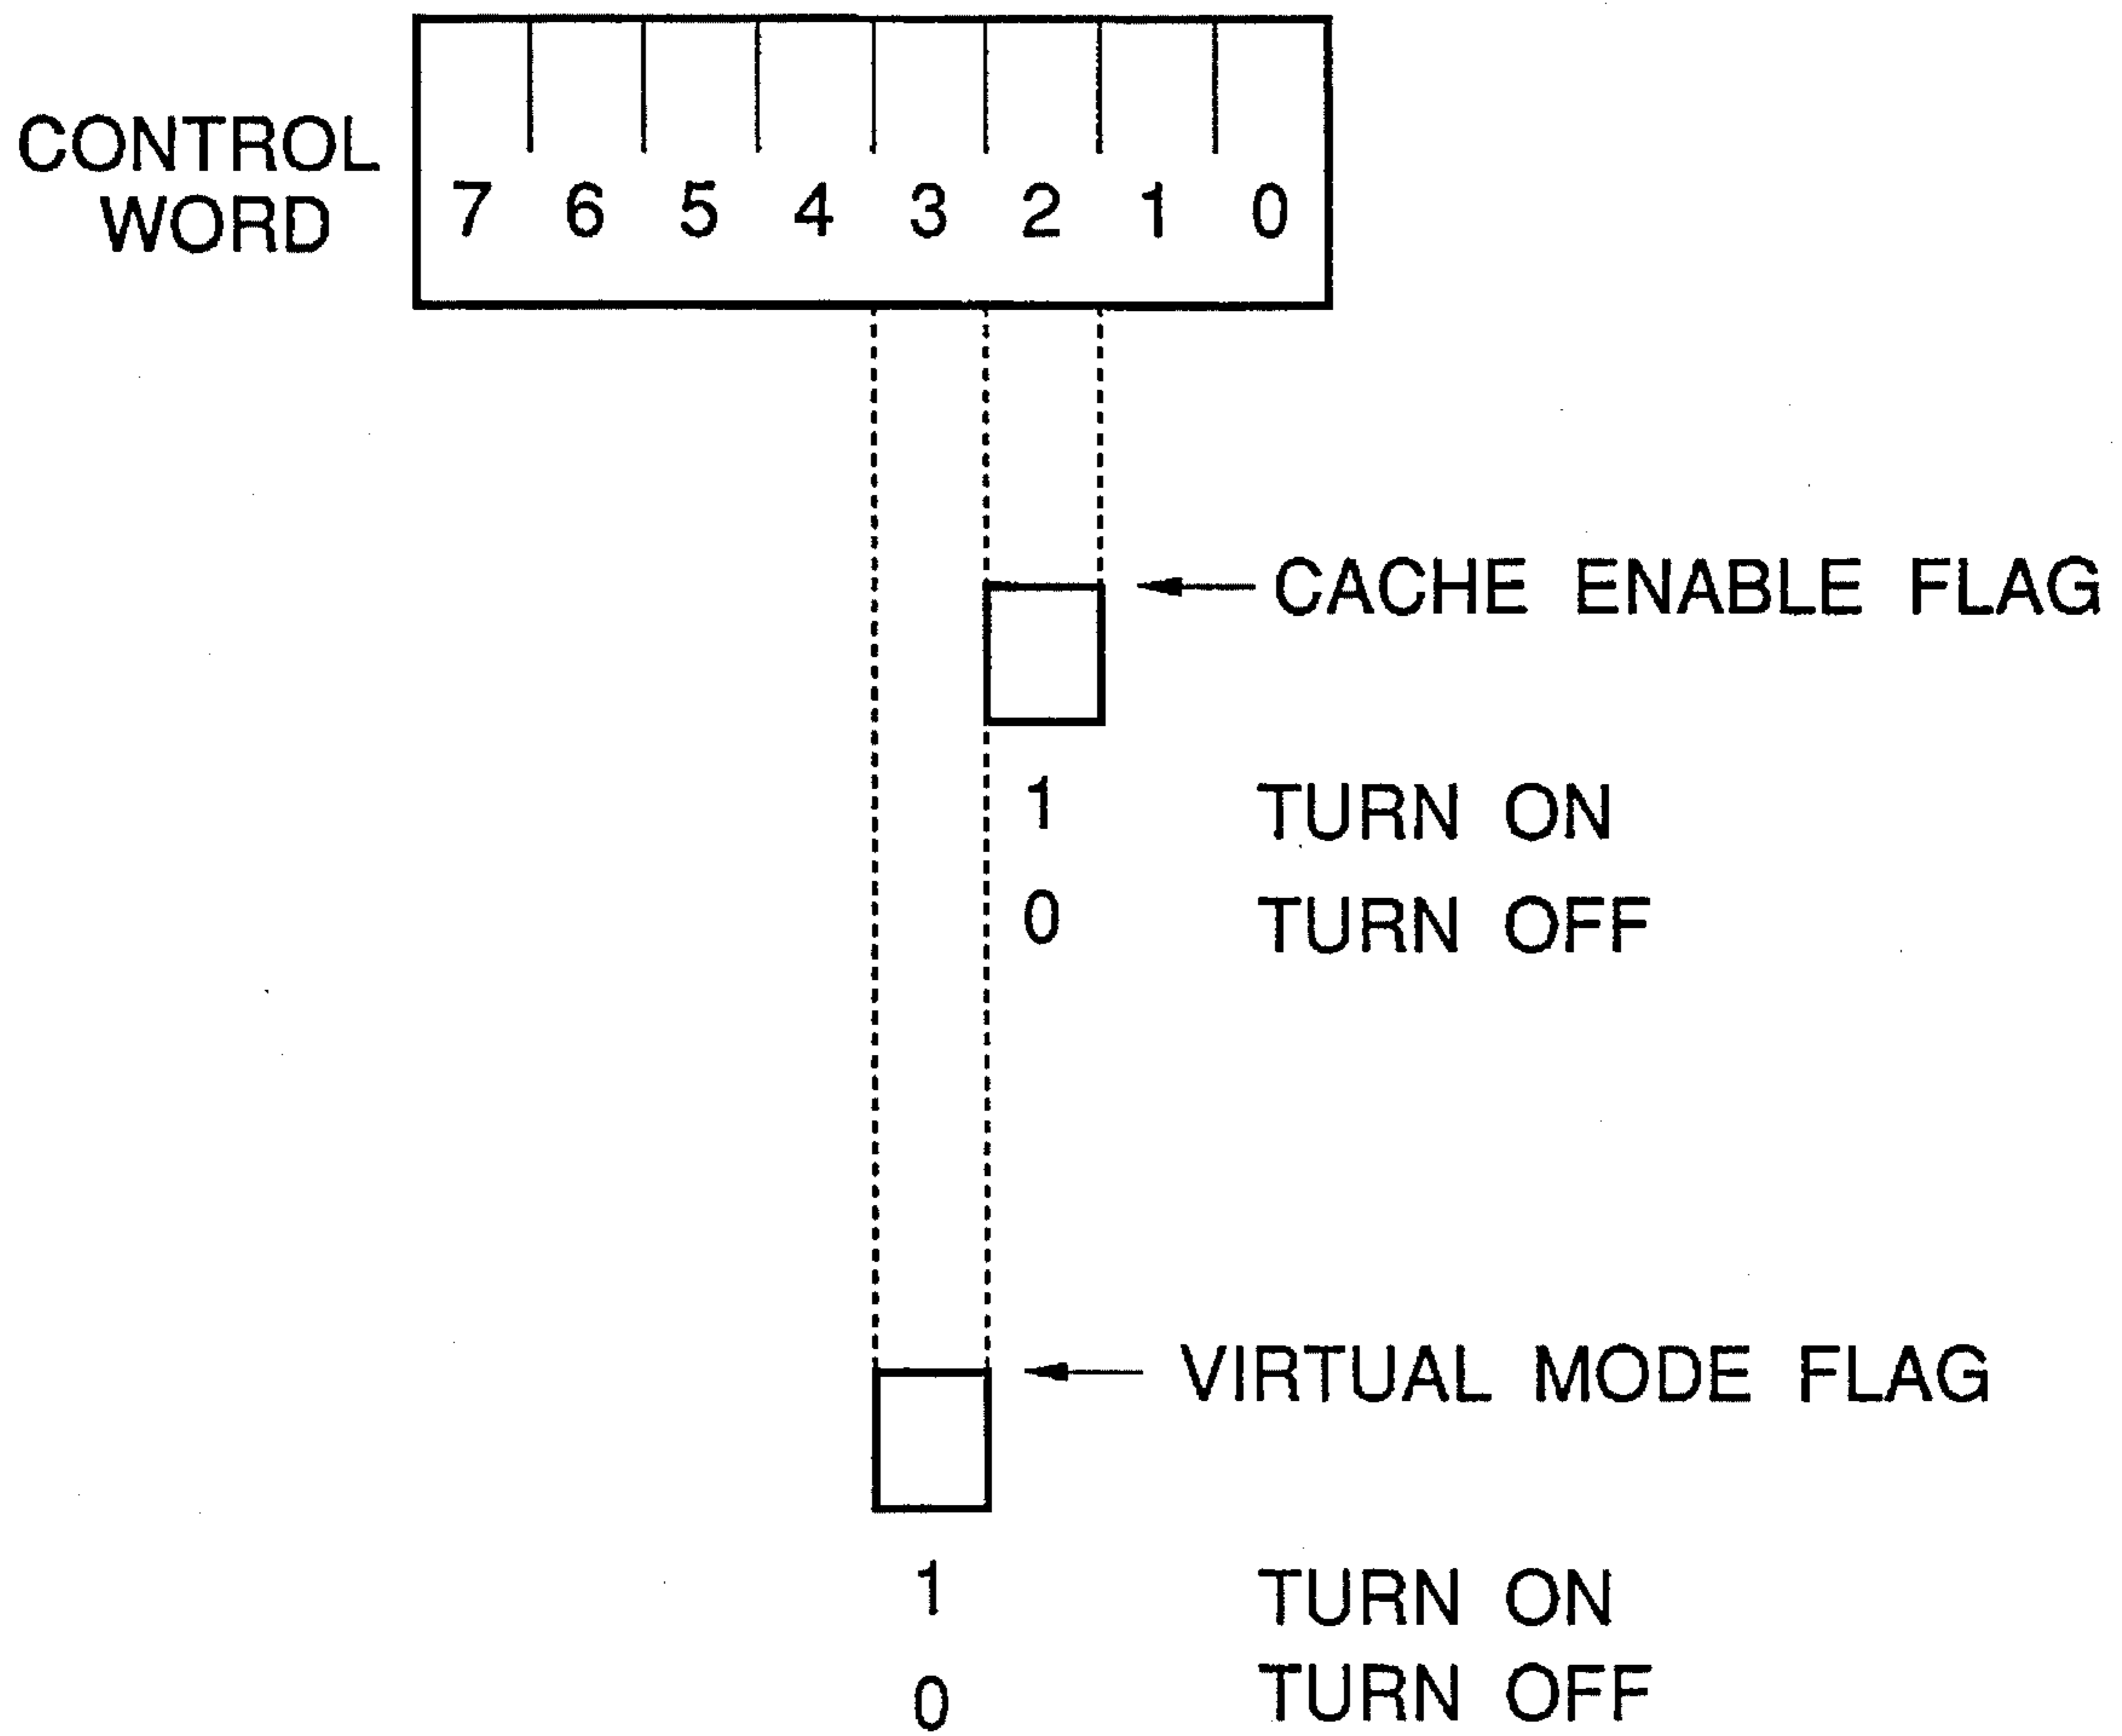 CONTROL
WORD
7 6 5 4 3 2 1 0
CACHE ENABLE FLAG
1 TURN ON
0 TURN OFF
VIRTUAL MODE FLAG
1 TURN ON
0 TURN OFF